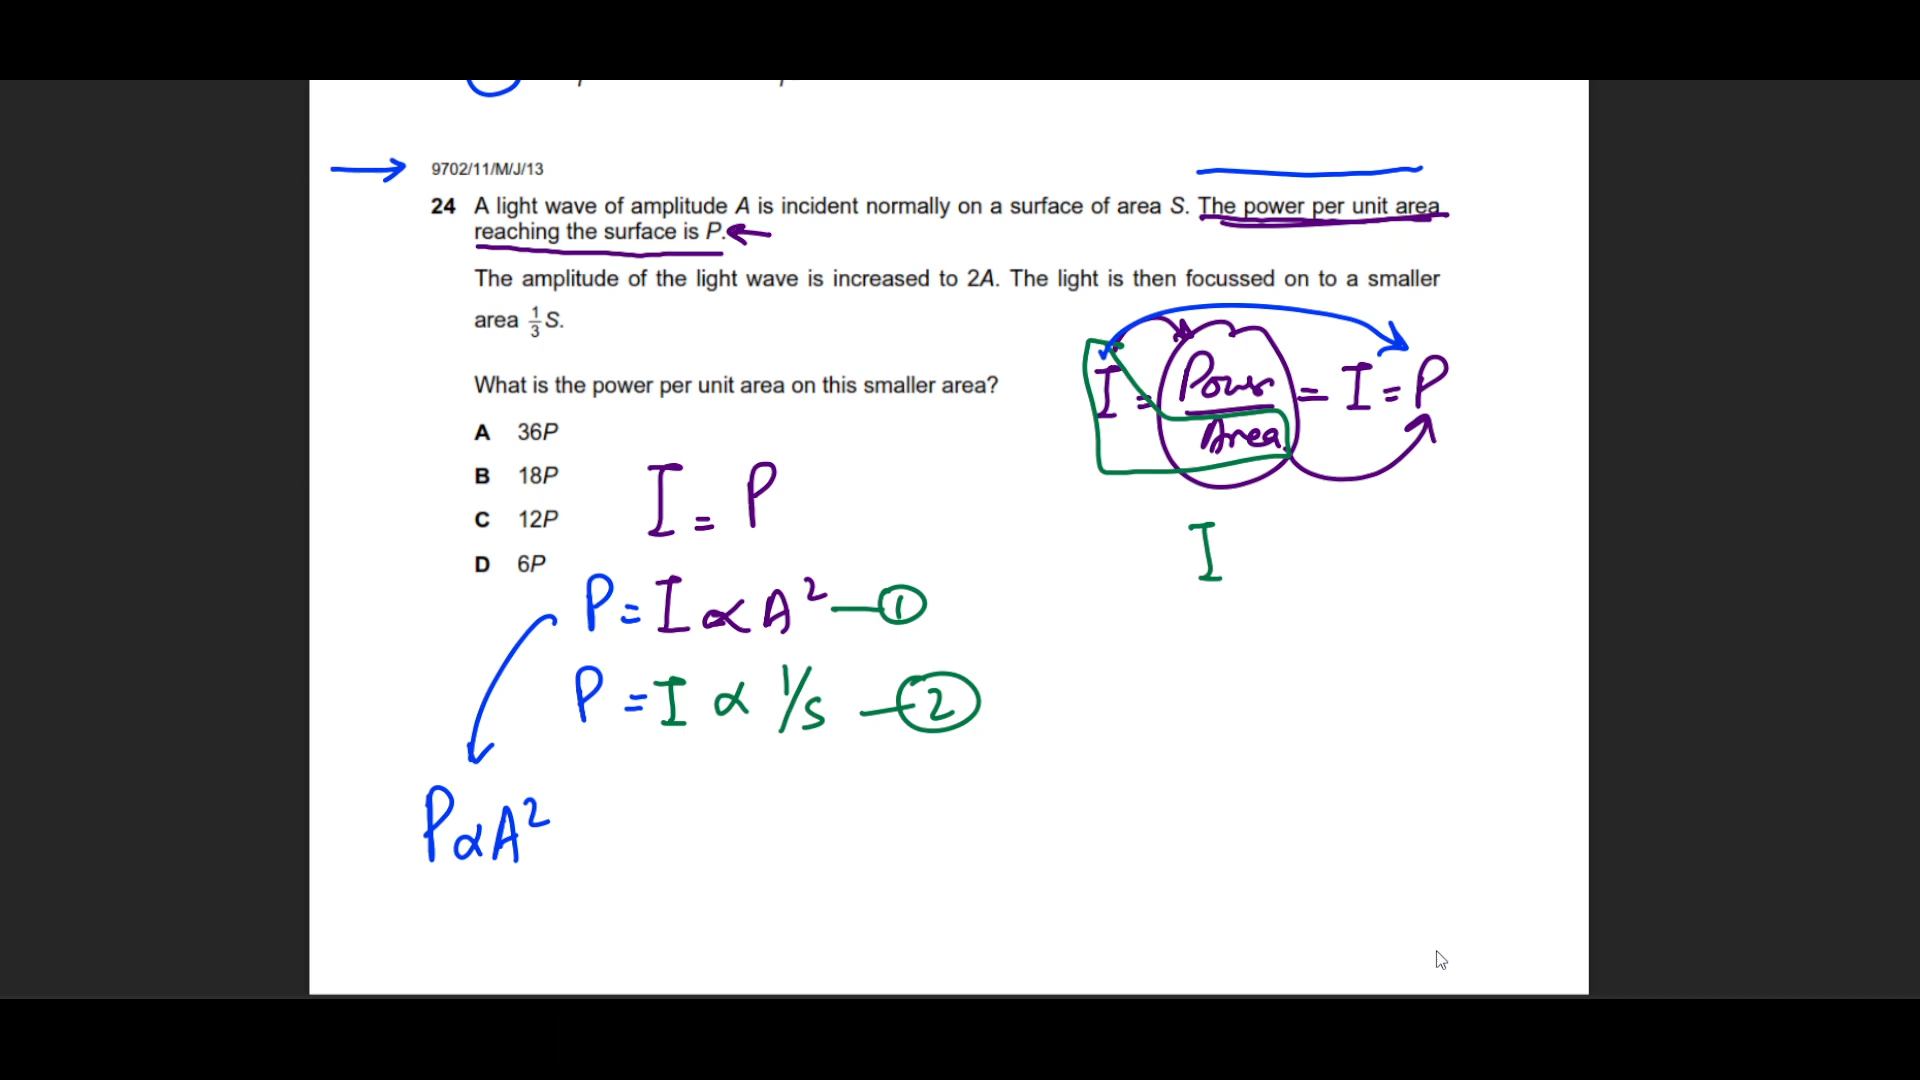 9702/11/M/J/13
24 A light wave of amplitude A is incident normally on a surface of area S. The power per unit area
reaching the surface is P.
The amplitude of the light wave is increased to 2A. The light is then focussed on to a smaller
area 1/3 S.
What is the power per unit area on this smaller area?
I = Power/Area = I = P
A 36P
B 18P
C 12P
D 6P
I = P
I
P = I ∝ A² — ①
P = I ∝ 1/S — ②
P ∝ A²